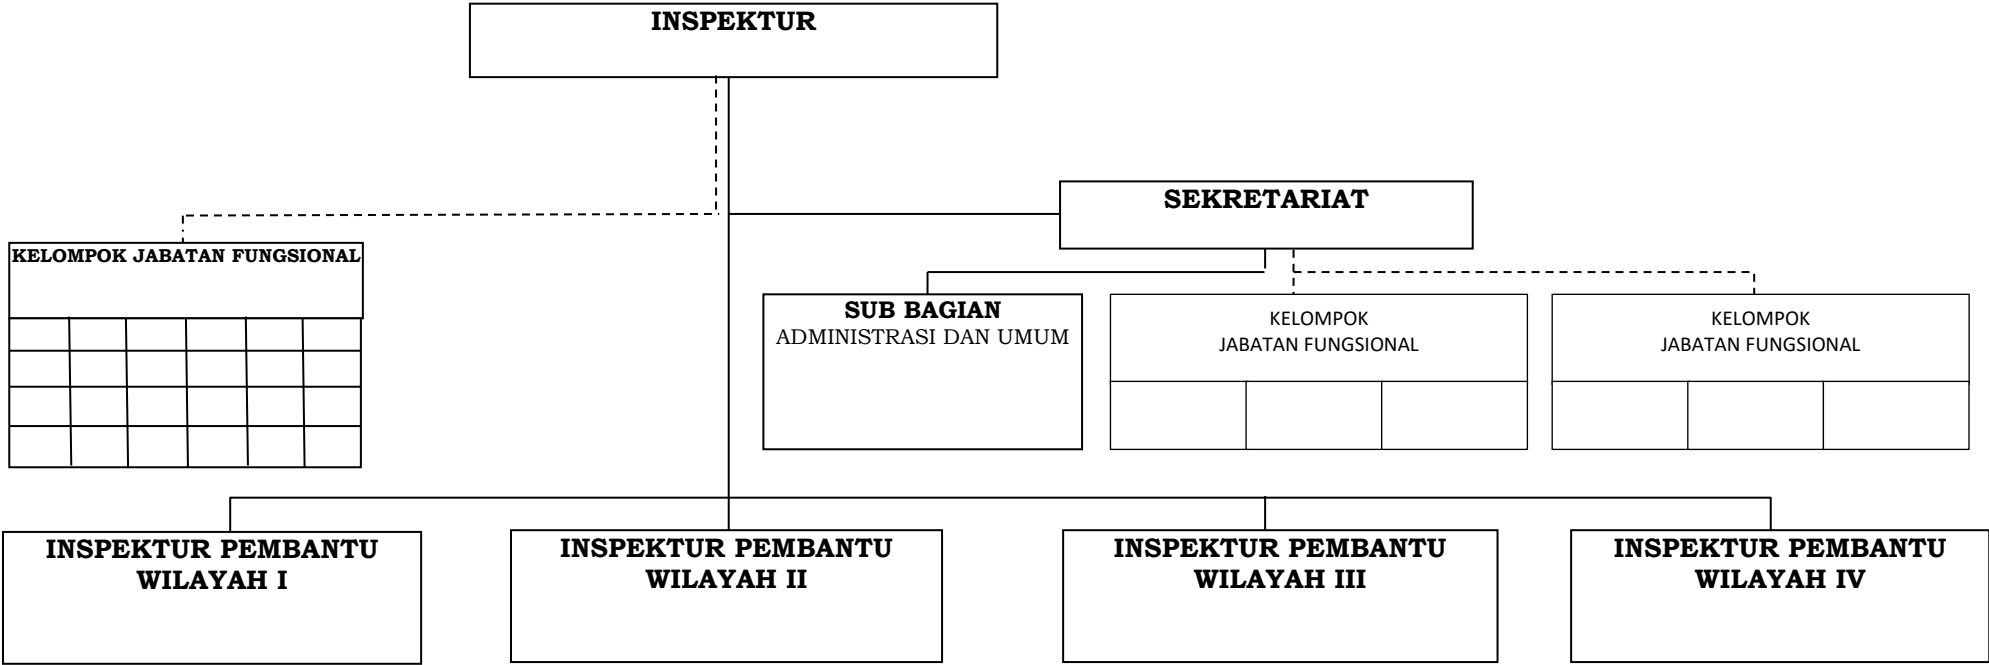 INSPEKTUR
SEKRETARIAT
KELOMPOK JABATAN FUNGSIONAL
SUB BAGIAN
ADMINISTRASI DAN UMUM
KELOMPOK
JABATAN FUNGSIONAL
KELOMPOK
JABATAN FUNGSIONAL
INSPEKTUR PEMBANTU
WILAYAH I
INSPEKTUR PEMBANTU
WILAYAH II
INSPEKTUR PEMBANTU
WILAYAH III
INSPEKTUR PEMBANTU
WILAYAH IV